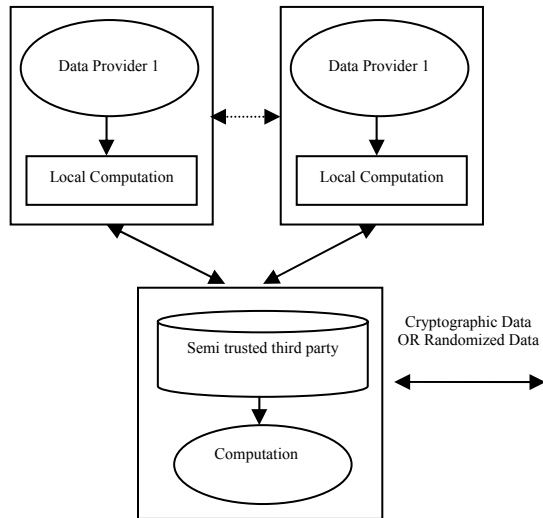 Data Provider 1
Data Provider 1
Local Computation
Local Computation
Semi trusted third party
Computation
Cryptographic Data
OR Randomized Data